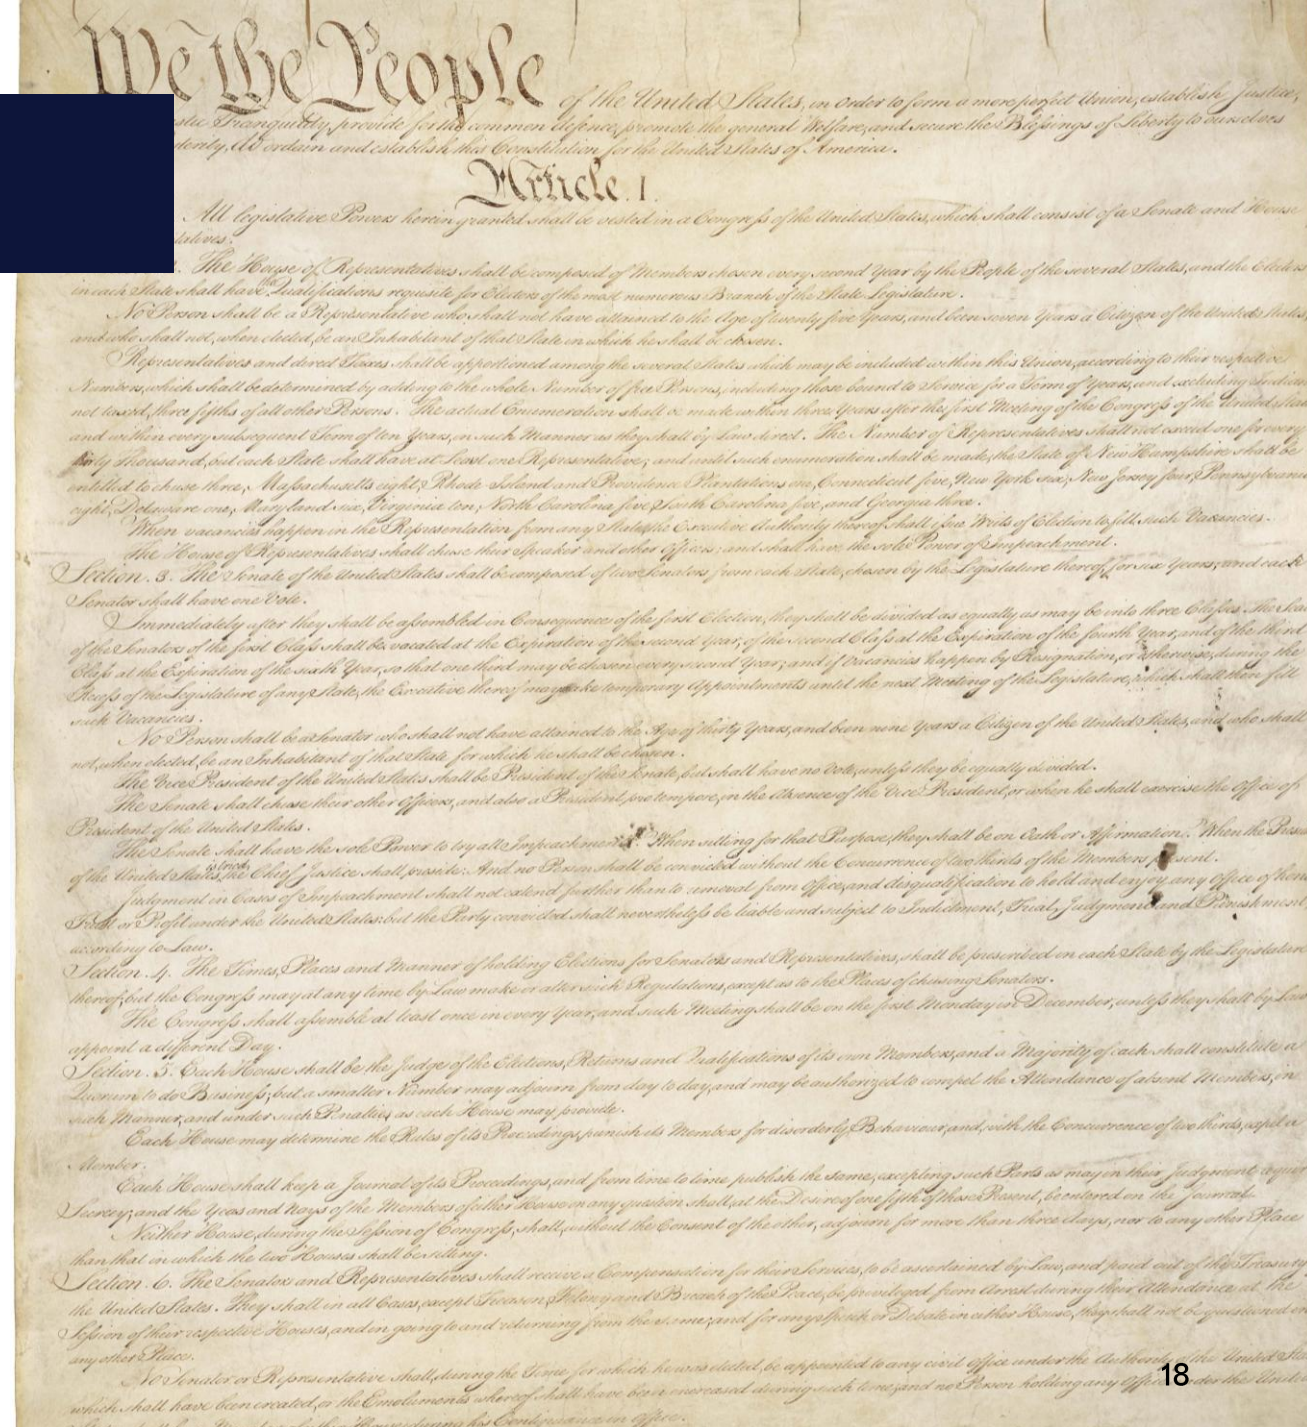 We the People of the United States, in Order to form a more perfect Union, establish Justice,
Tranquility, provide for the common defence, promote the general Welfare, and secure the Blessings of Liberty to ourselves
do ordain and establish this Constitution for the United States of America.
Article. I.
All legislative Powers herein granted shall be vested in a Congress of the United States, which shall consist of a Senate and House
tatives.
The House of Representatives shall be composed of Members chosen every second Year by the People of the several States, and the Electors
in each State shall have the Qualifications requisite for Electors of the most numerous Branch of the State Legislature.
No Person shall be a Representative who shall not have attained to the Age of twenty five Years, and been seven Years a Citizen of the United States,
and who shall not, when elected, be an Inhabitant of that State in which he shall be chosen.
Representatives and direct Taxes shall be apportioned among the several States which may be included within this Union, according to their respective
Numbers, which shall be determined by adding to the whole Number of free Persons, including those bound to Service for a Term of Years, and excluding Indians
not taxed, three fifths of all other Persons. The actual Enumeration shall be made within three Years after the first Meeting of the Congress of the United States,
and within every subsequent Term of ten Years, in such Manner as they shall by Law direct. The Number of Representatives shall not exceed one for every
thirty Thousand, but each State shall have at Least one Representative; and until such enumeration shall be made, the State of New Hampshire shall be
entitled to chuse three, Massachusetts eight, Rhode Island and Providence Plantations one, Connecticut five, New York six, New Jersey four, Pennsylvania
eight, Delaware one, Maryland six, Virginia ten, North Carolina five, South Carolina five, and Georgia three.
When vacancies happen in the Representation from any State, the Executive Authority thereof shall issue Writs of Election to fill such Vacancies.
The House of Representatives shall chuse their Speaker and other Officers; and shall have the sole Power of Impeachment.
Section. 3. The Senate of the United States shall be composed of two Senators from each State, chosen by the Legislature thereof, for six Years; and each
Senator shall have one Vote.
Immediately after they shall be assembled in Consequence of the first Election, they shall be divided as equally as may be into three Classes. The Sea
of the Senators of the first Class shall be vacated at the Expiration of the second Year, of the second Class at the Expiration of the fourth Year, and of the third
Class at the Expiration of the sixth Year, so that one third may be chosen every second Year; and if Vacancies happen by Resignation, or otherwise, during the
Recess of the Legislature of any State, the Executive thereof may make temporary Appointments until the next Meeting of the Legislature, which shall then fill
such Vacancies.
No Person shall be a Senator who shall not have attained to the Age of thirty Years, and been nine Years a Citizen of the United States, and who shall
not, when elected, be an Inhabitant of that State for which he shall be chosen.
The Vice President of the United States shall be President of the Senate, but shall have no Vote, unless they be equally divided.
The Senate shall chuse their other Officers, and also a President pro tempore, in the Absence of the Vice President, or when he shall exercise the Office of
President of the United States.
The Senate shall have the sole Power to try all Impeachments. When sitting for that Purpose, they shall be on Oath or Affirmation. When the Presi
of the United States is tried, the Chief Justice shall preside: And no Person shall be convicted without the Concurrence of two thirds of the Members present.
Judgment in Cases of Impeachment shall not extend further than to removal from Office, and disqualification to hold and enjoy any Office of hono
Trust or Profit under the United States: but the Party convicted shall nevertheless be liable and subject to Indictment, Trial, Judgment and Punishment,
according to Law.
Section. 4. The Times, Places and Manner of holding Elections for Senators and Representatives, shall be prescribed in each State by the Legislature
thereof; but the Congress may at any time by Law make or alter such Regulations, except as to the Places of chusing Senators.
The Congress shall assemble at least once in every Year, and such Meeting shall be on the first Monday in December, unless they shall by Law
appoint a different Day.
Section. 5. Each House shall be the Judge of the Elections, Returns and Qualifications of its own Members, and a Majority of each shall constitute a
Quorum to do Business; but a smaller Number may adjourn from day to day, and may be authorized to compel the Attendance of absent Members, in
such Manner, and under such Penalties as each House may provide.
Each House may determine the Rules of its Proceedings, punish its Members for disorderly Behaviour, and, with the Concurrence of two thirds, expel a
Member.
Each House shall keep a Journal of its Proceedings, and from time to time publish the same, excepting such Parts as may in their Judgment require
Secrecy; and the Yeas and Nays of the Members of either House on any question shall, at the Desire of one fifth of those Present, be entered on the Journal.
Neither House, during the Session of Congress, shall, without the Consent of the other, adjourn for more than three days, nor to any other Place
than that in which the two Houses shall be sitting.
Section. 6. The Senators and Representatives shall receive a Compensation for their Services, to be ascertained by Law, and paid out of the Treasury
the United States. They shall in all Cases, except Treason, Felony and Breach of the Peace, be privileged from Arrest during their Attendance at the
Session of their respective Houses, and in going to and returning from the same; and for any Speech or Debate in either House, they shall not be questioned in
any other Place.
No Senator or Representative shall, during the Time for which he was elected, be appointed to any civil Office under the Authority of the United Sta
which shall have been created, or the Emoluments whereof shall have been increased during such time; and no Person holding any Office under the United
his Continuance in Office.
18